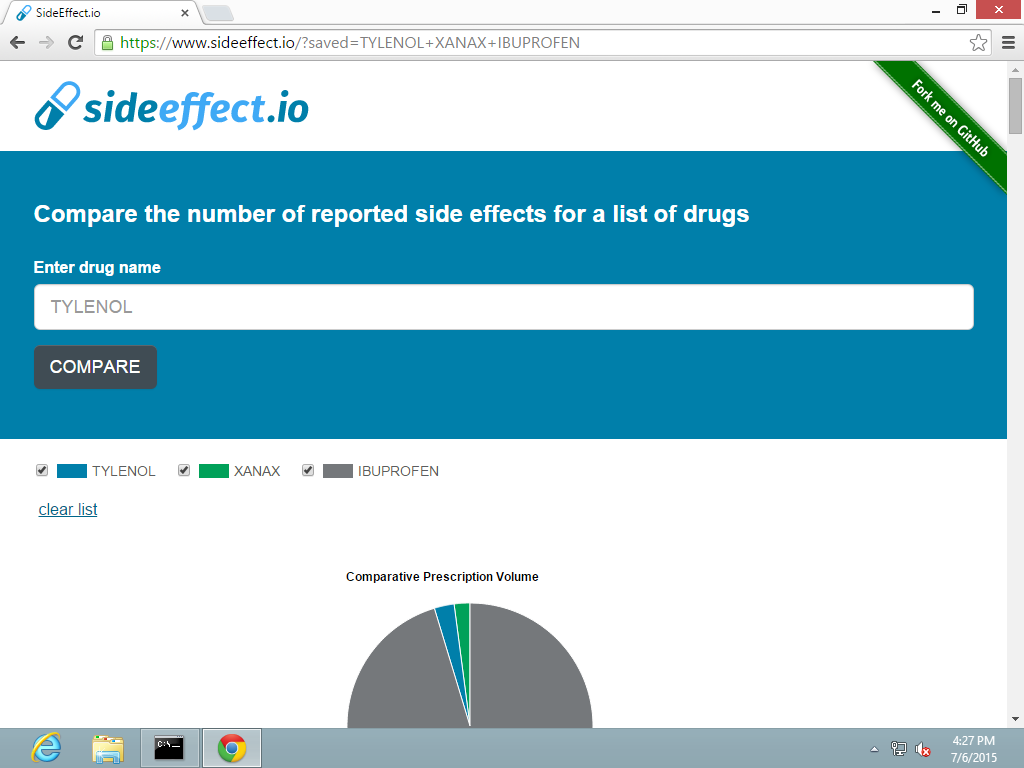 SideEffect.io
https://www.sideeffect.io/?saved=TYLENOL+XANAX+IBUPROFEN
sideeffect.io
Fork me on GitHub
Compare the number of reported side effects for a list of drugs
Enter drug name
TYLENOL
COMPARE
TYLENOL XANAX IBUPROFEN
clear list
Comparative Prescription Volume
C:\.
4:27 PM
7/6/2015